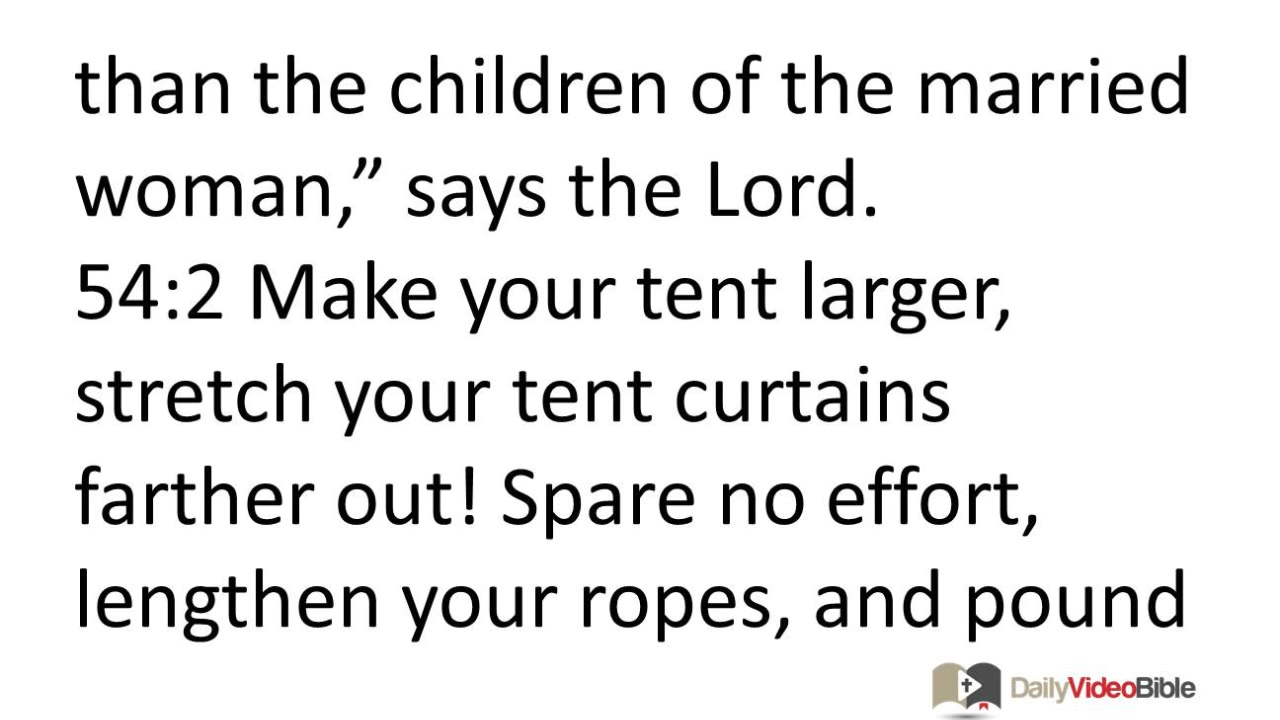 than the children of the married
woman,” says the Lord.
54:2 Make your tent larger,
stretch your tent curtains
farther out! Spare no effort,
lengthen your ropes, and pound
DailyVideoBible